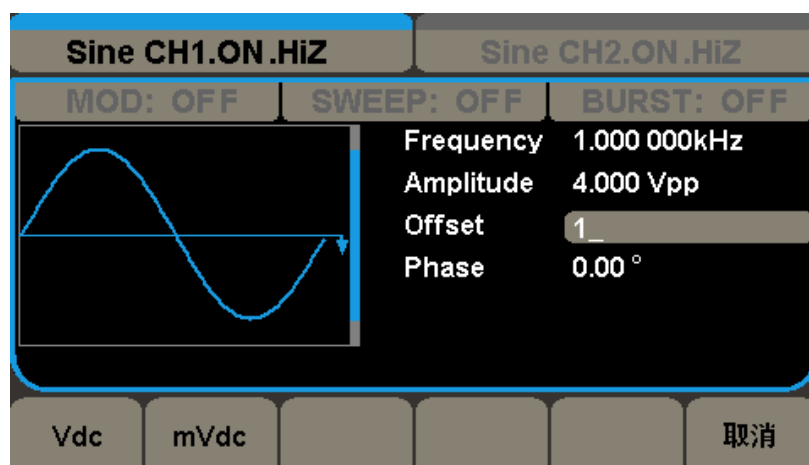 Sine CH1.ON.HiZ Sine CH2.ON.HiZ
MOD: OFF SWEEP: OFF BURST: OFF
Frequency 1.000 000kHz
Amplitude 4.000 Vpp
Offset 1_
Phase 0.00 °
Vdc mVdc 取消